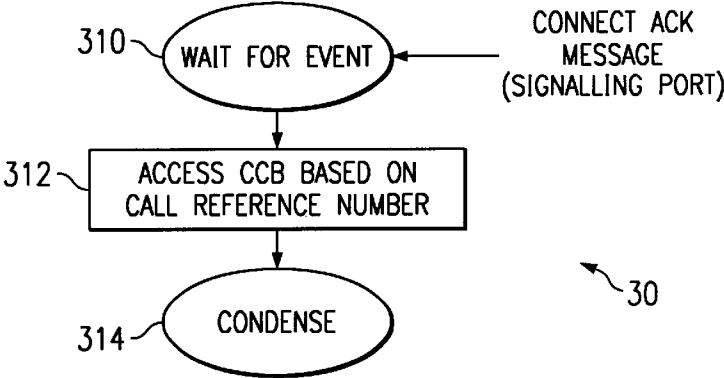 310
WAIT FOR EVENT
CONNECT ACK
MESSAGE
(SIGNALLING PORT)
312
ACCESS CCB BASED ON
CALL REFERENCE NUMBER
30
314
CONDENSE